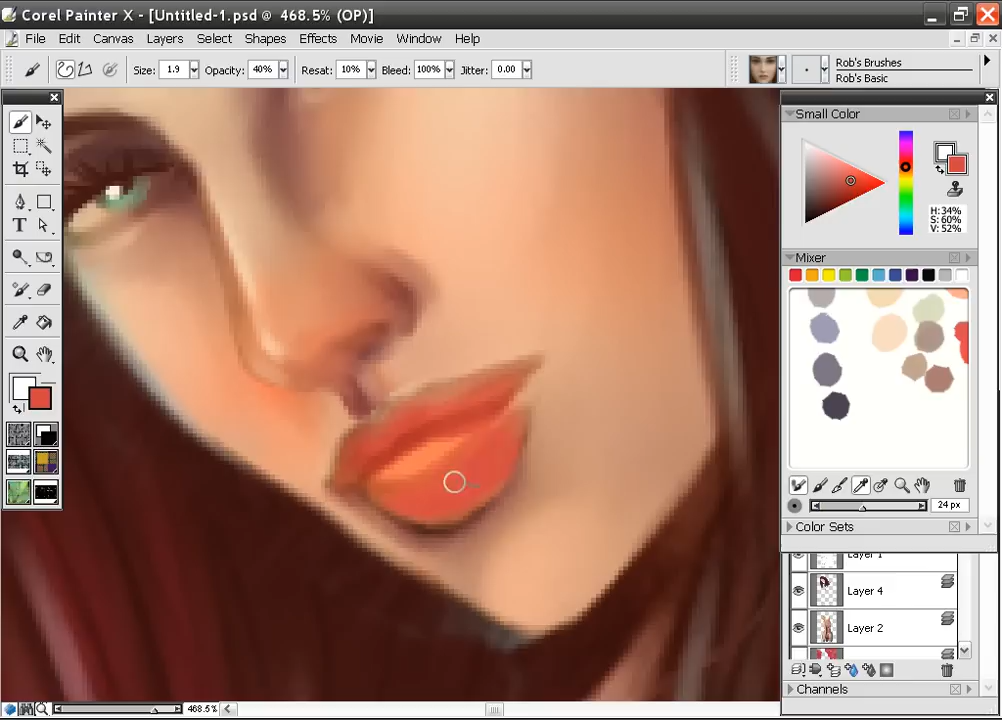 Corel Painter X - [Untitled-1.psd @ 468.5% (OP)]
File Edit Canvas Layers Select Shapes Effects Movie Window Help
Size: 1.9 Opacity: 40% Resat: 10% Bleed: 100% Jitter: 0.00
Rob's Brushes
Rob's Basic
Small Color
H:34%
S:60%
V:52%
Mixer
T
24 px
Color Sets
Layer 1
Layer 4
Layer 2
Channels
468.5%